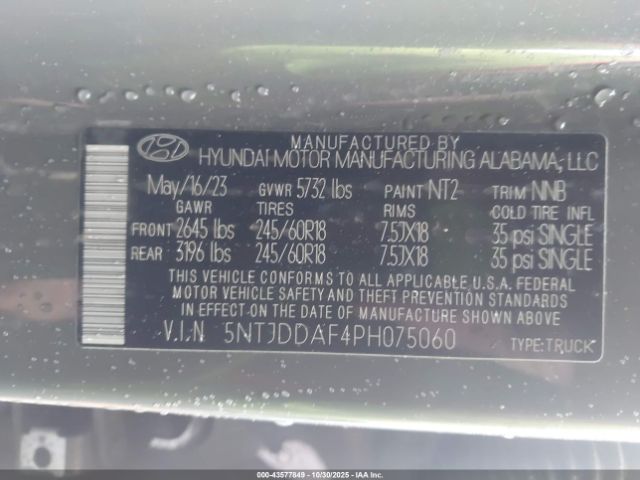 MANUFACTURED BY
HYUNDAI MOTOR MANUFACTURING ALABAMA, LLC
May/16/23 GVWR 5732 lbs PAINT NT2 TRIM NNB
GAWR TIRES RIMS COLD TIRE INFL
FRONT 2645 lbs 245/60R18 7.5JX18 35 psi SINGLE
REAR 3196 lbs 245/60R18 7.5JX18 35 psi SINGLE
THIS VEHICLE CONFORMS TO ALL APPLICABLE U.S.A. FEDERAL
MOTOR VEHICLE SAFETY AND THEFT PREVENTION STANDARDS
IN EFFECT ON THE DATE OF MANUFACTURE SHOWN ABOVE.
V.I.N 5NTJDDAF4PH075060 TYPE:TRUCK
000-43577849 - 10/30/2025 - IAA Inc.